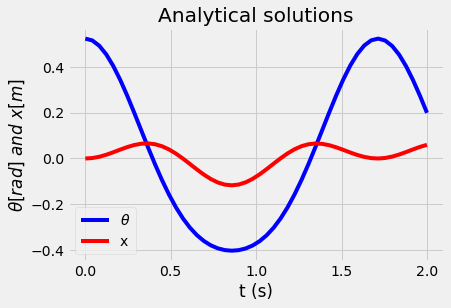 Analytical solutions
θ[rad] and x[m]
0.4
0.2
0.0
−0.2
−0.4
θ
x
0.0 0.5 1.0 1.5 2.0
t (s)